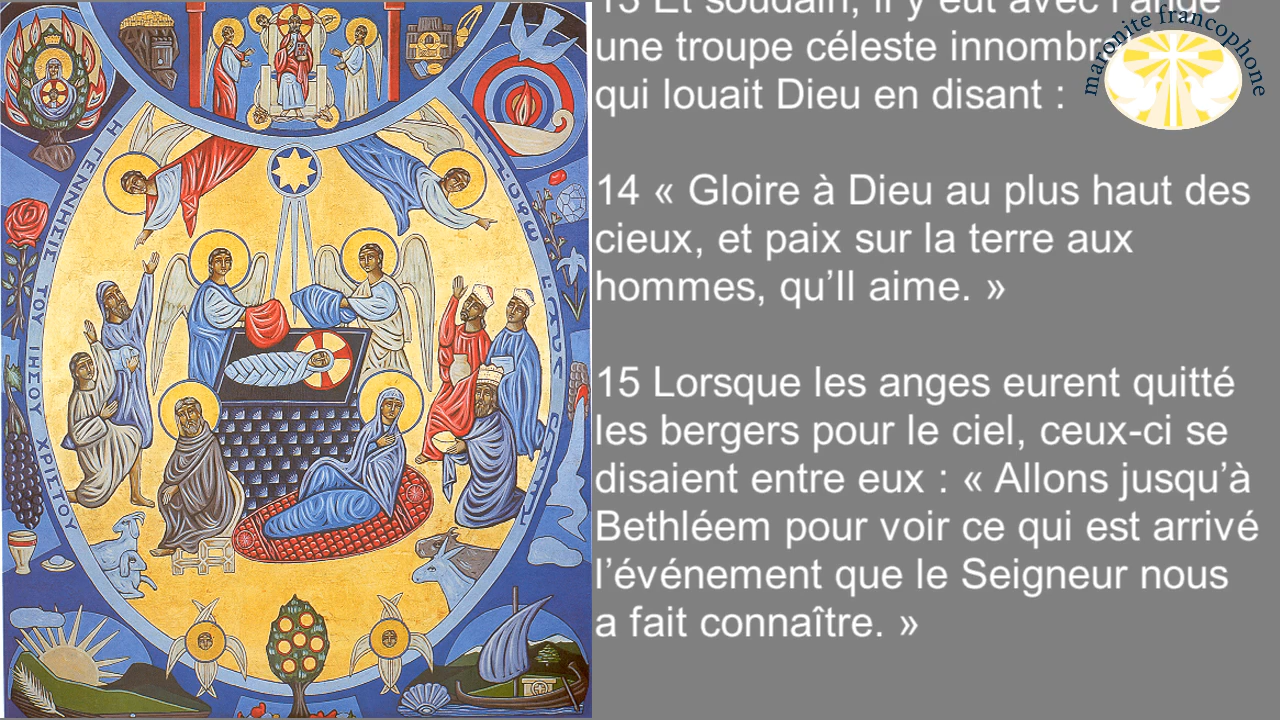 Η ΓΕΝΝΗΣΙΣ ΤΟΥ ΙΗΣΟΥ ΧΡΙΣΤΟΥ
13 Et soudain, il y eut avec l'ange
une troupe céleste
qui louait Dieu en disant :
maronite francophone
14 « Gloire à Dieu au plus haut des
cieux, et paix sur la terre aux
hommes, qu’Il aime. »
15 Lorsque les anges eurent quitté
les bergers pour le ciel, ceux-ci se
disaient entre eux : « Allons jusqu’à
Bethléem pour voir ce qui est arrivé
l’événement que le Seigneur nous
a fait connaître. »